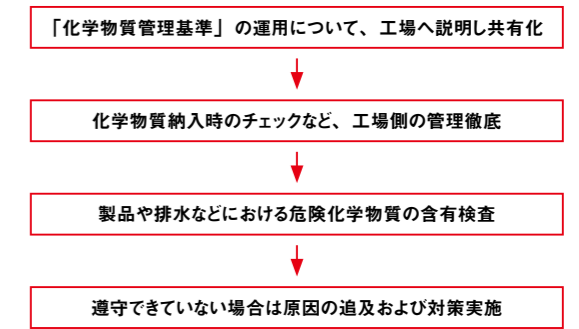 「化学物質管理基準」の運用について、工場へ説明し共有化
化学物質納入時のチェックなど、工場側の管理徹底
製品や排水などにおける危険化学物質の含有検査
遵守できていない場合は原因の追及および対策実施